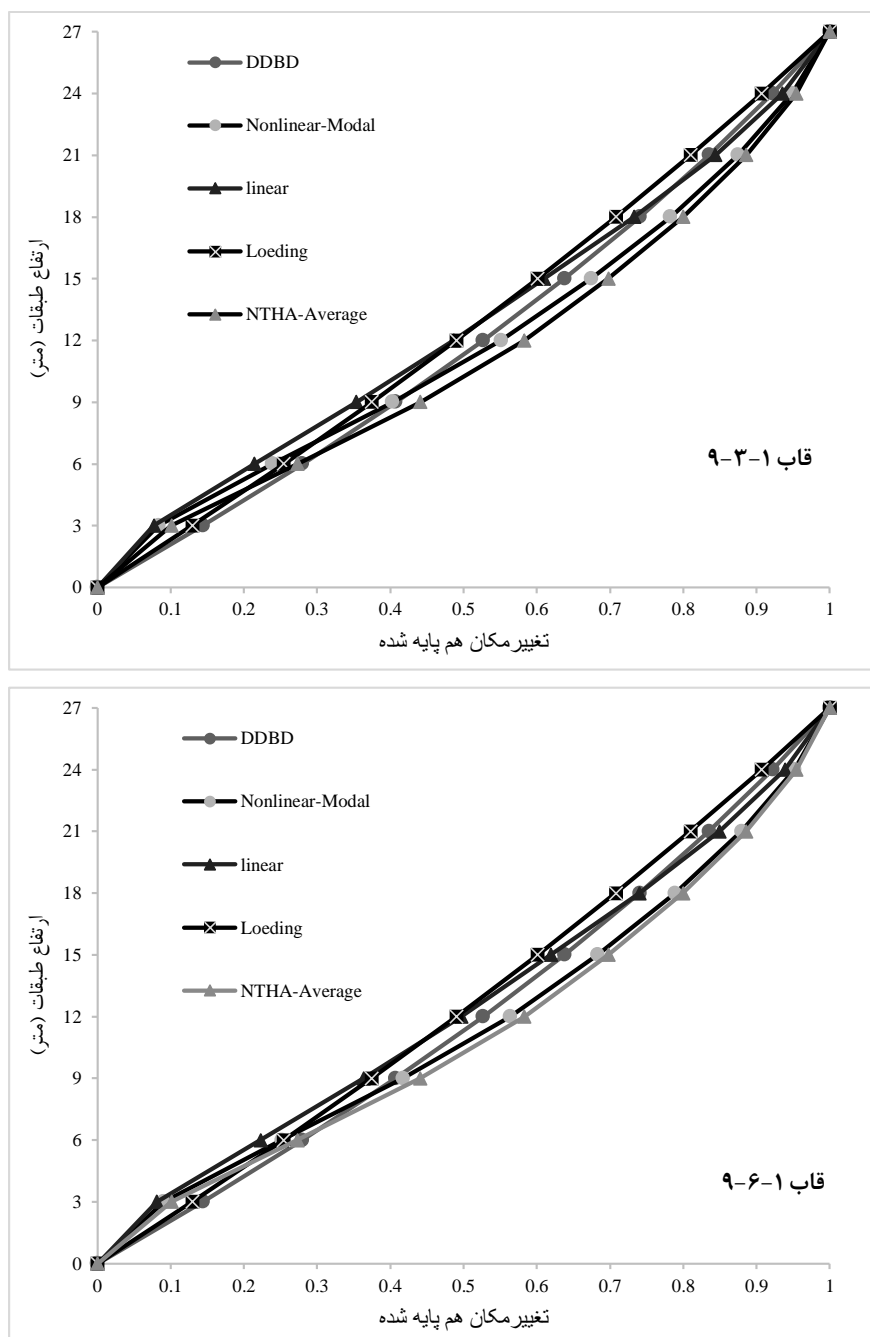 27
24
21
18
15
12
9
6
3
0
ارتفاع طبقات (متر)
DDBD
Nonlinear-Modal
linear
Loeding
NTHA-Average
قاب ۱-۳-۹
0 0.1 0.2 0.3 0.4 0.5 0.6 0.7 0.8 0.9 1
تغییرمکان هم پایه شده
27
24
21
18
15
12
9
6
3
0
ارتفاع طبقات (متر)
DDBD
Nonlinear-Modal
linear
Loeding
NTHA-Average
قاب ۱-۶-۹
0 0.1 0.2 0.3 0.4 0.5 0.6 0.7 0.8 0.9 1
تغییرمکان هم پایه شده